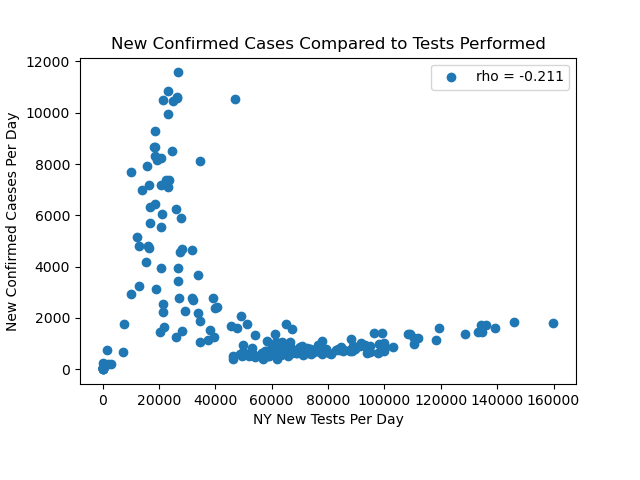 New Confirmed Cases Compared to Tests Performed
rho = -0.211
12000
10000
8000
6000
4000
2000
0
New Confirmed Caeses Per Day
0 20000 40000 60000 80000 100000 120000 140000 160000
NY New Tests Per Day